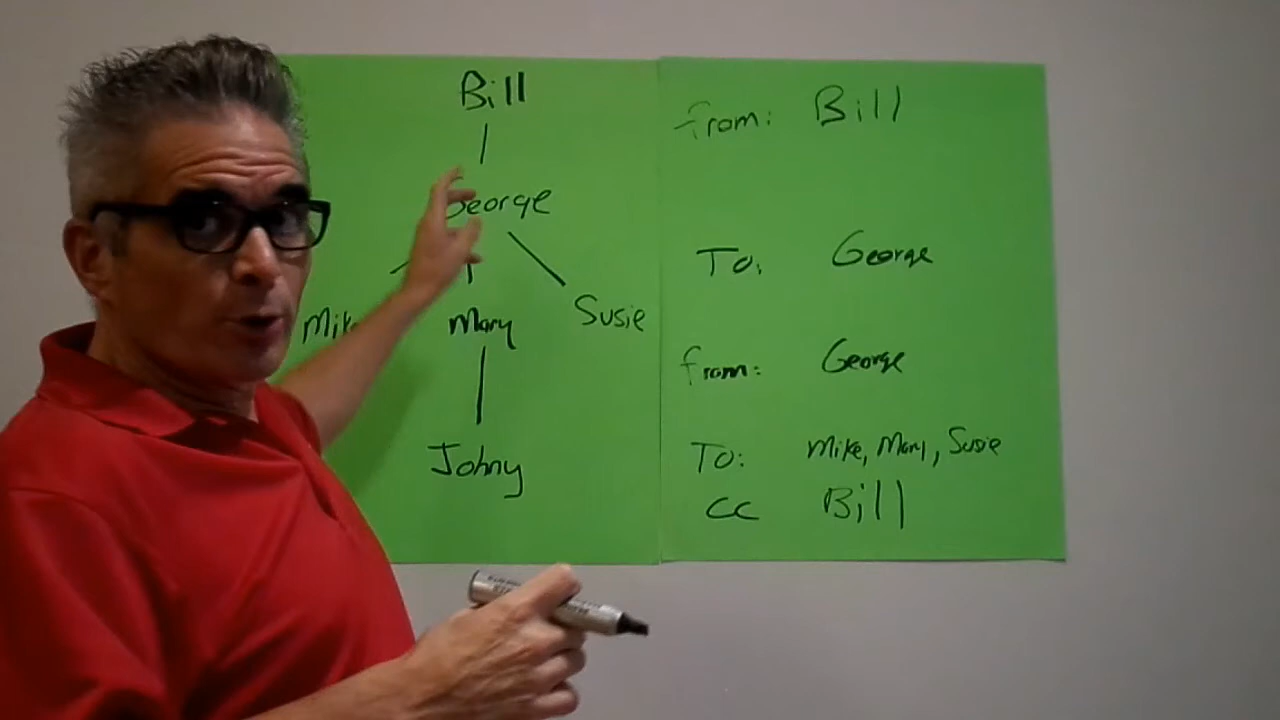 Bill
George
Mike Mary Susie
Johny
from: Bill
To: George
from: George
To: Mike, Mary, Susie
cc Bill